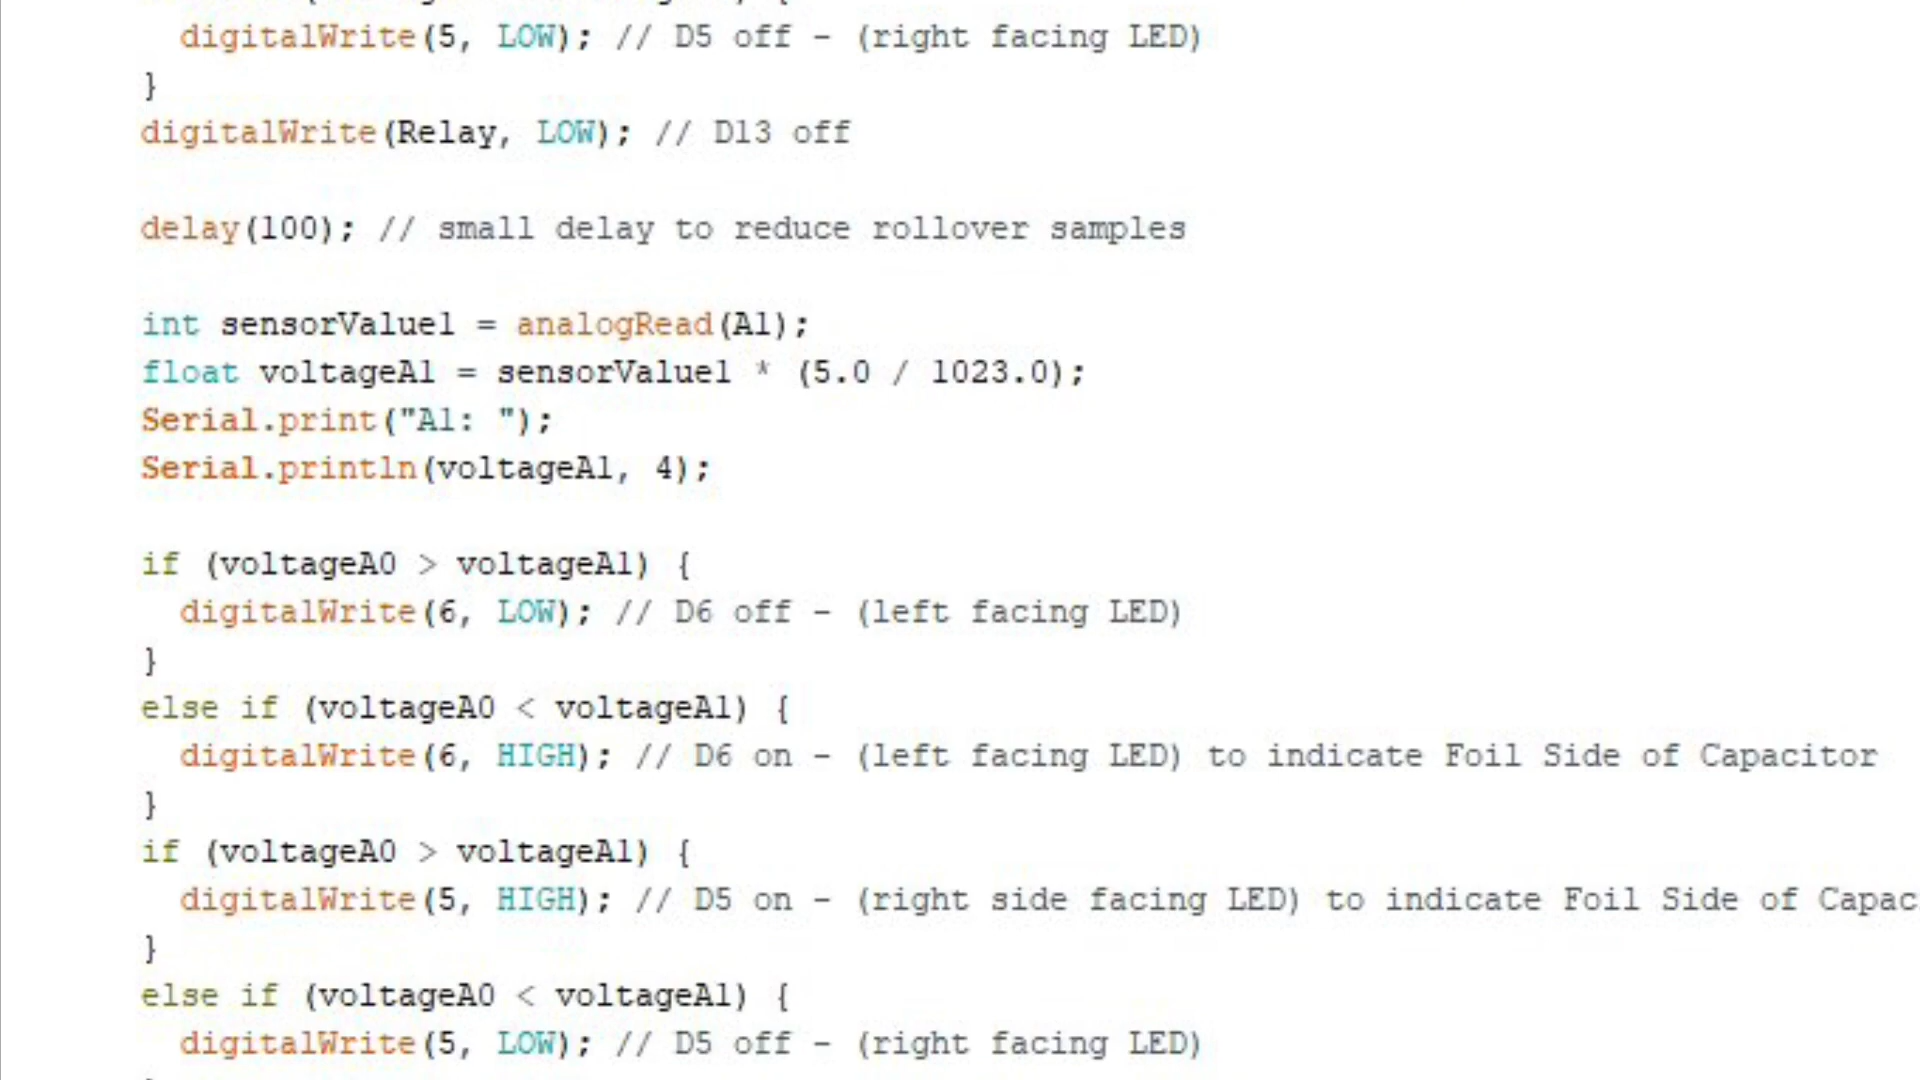 digitalWrite(5, LOW); // D5 off - (right facing LED)
}
digitalWrite(Relay, LOW); // D13 off
delay(100); // small delay to reduce rollover samples
int sensorValue1 = analogRead(A1);
float voltageA1 = sensorValue1 * (5.0 / 1023.0);
Serial.print("A1: ");
Serial.println(voltageA1, 4);
if (voltageA0 > voltageA1) {
digitalWrite(6, LOW); // D6 off - (left facing LED)
}
else if (voltageA0 < voltageA1) {
digitalWrite(6, HIGH); // D6 on - (left facing LED) to indicate Foil Side of Capacitor
}
if (voltageA0 > voltageA1) {
digitalWrite(5, HIGH); // D5 on - (right side facing LED) to indicate Foil Side of Capac
}
else if (voltageA0 < voltageA1) {
digitalWrite(5, LOW); // D5 off - (right facing LED)